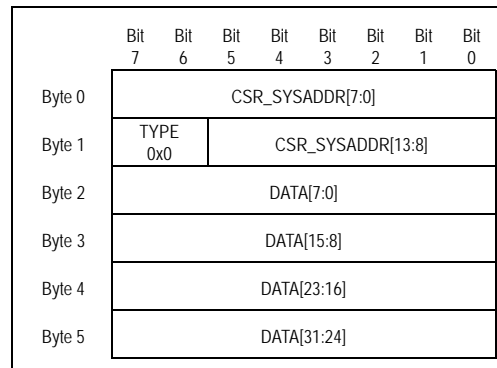 Bit Bit Bit Bit Bit Bit Bit Bit
7 6 5 4 3 2 1 0
Byte 0 CSR_SYSADDR[7:0]
Byte 1 TYPE 0x0 CSR_SYSADDR[13:8]
Byte 2 DATA[7:0]
Byte 3 DATA[15:8]
Byte 4 DATA[23:16]
Byte 5 DATA[31:24]